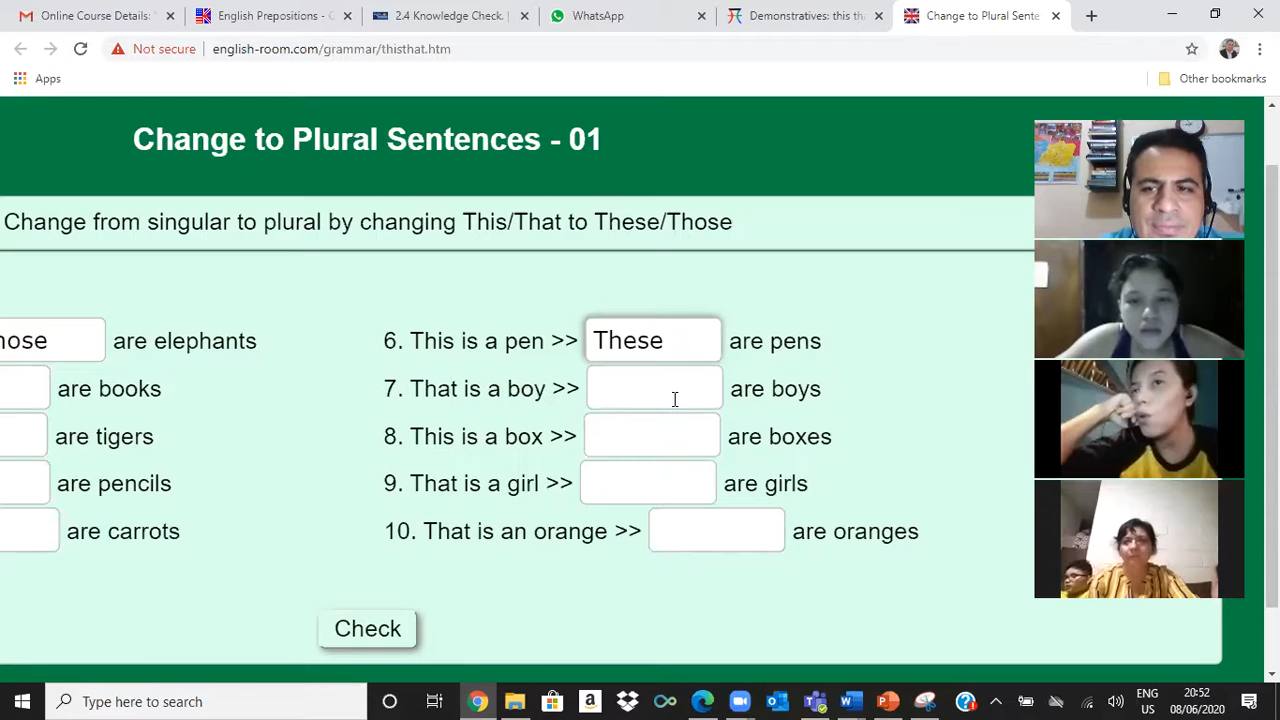 Online Course Details:
English Prepositions -
2.4 Knowledge Check.
WhatsApp
Demonstratives: this th
Change to Plural Sente
Not secure
english-room.com/grammar/thisthat.htm
Apps
Other bookmarks
Change to Plural Sentences - 01
Change from singular to plural by changing This/That to These/Those
hose are elephants
are books
are tigers
are pencils
are carrots
6. This is a pen >> These are pens
7. That is a boy >> are boys
8. This is a box >> are boxes
9. That is a girl >> are girls
10. That is an orange >> are oranges
Check
Type here to search
ENG
US
20:52
08/06/2020